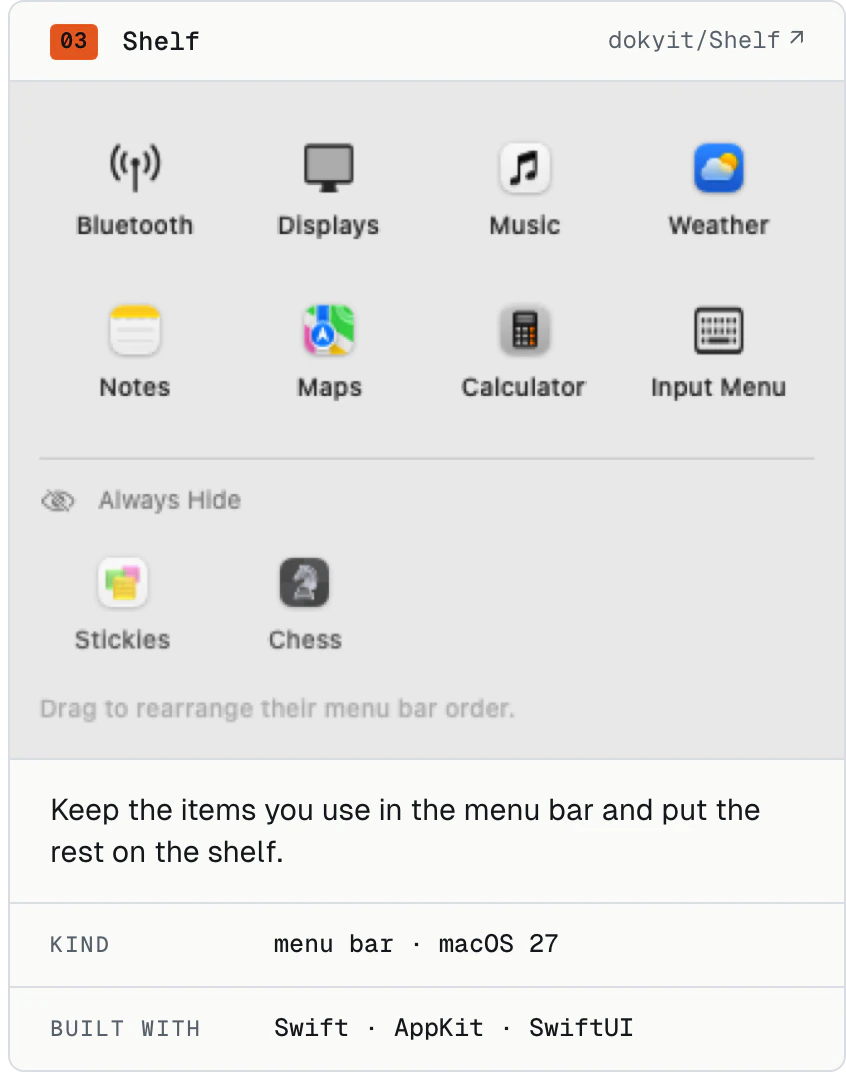 03 Shelf dokyit/Shelf ↗
Bluetooth Displays Music Weather
Notes Maps Calculator Input Menu
Always Hide
Stickies Chess
Drag to rearrange their menu bar order.
Keep the items you use in the menu bar and put the
rest on the shelf.
KIND menu bar · macOS 27
BUILT WITH Swift · AppKit · SwiftUI